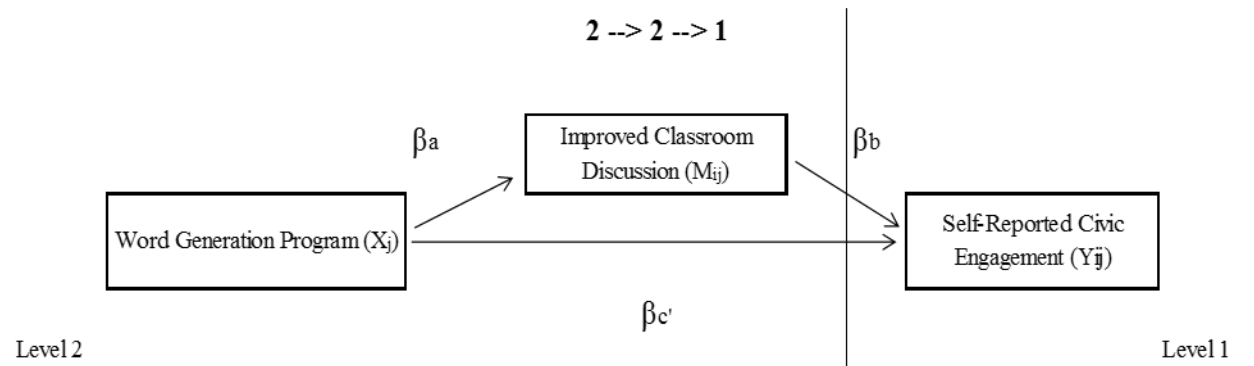 2 --> 2 --> 1
βa
Improved Classroom
Discussion (Mij)
βb
Word Generation Program (Xj)
Self-Reported Civic
Engagement (Yij)
βc'
Level 2
Level 1